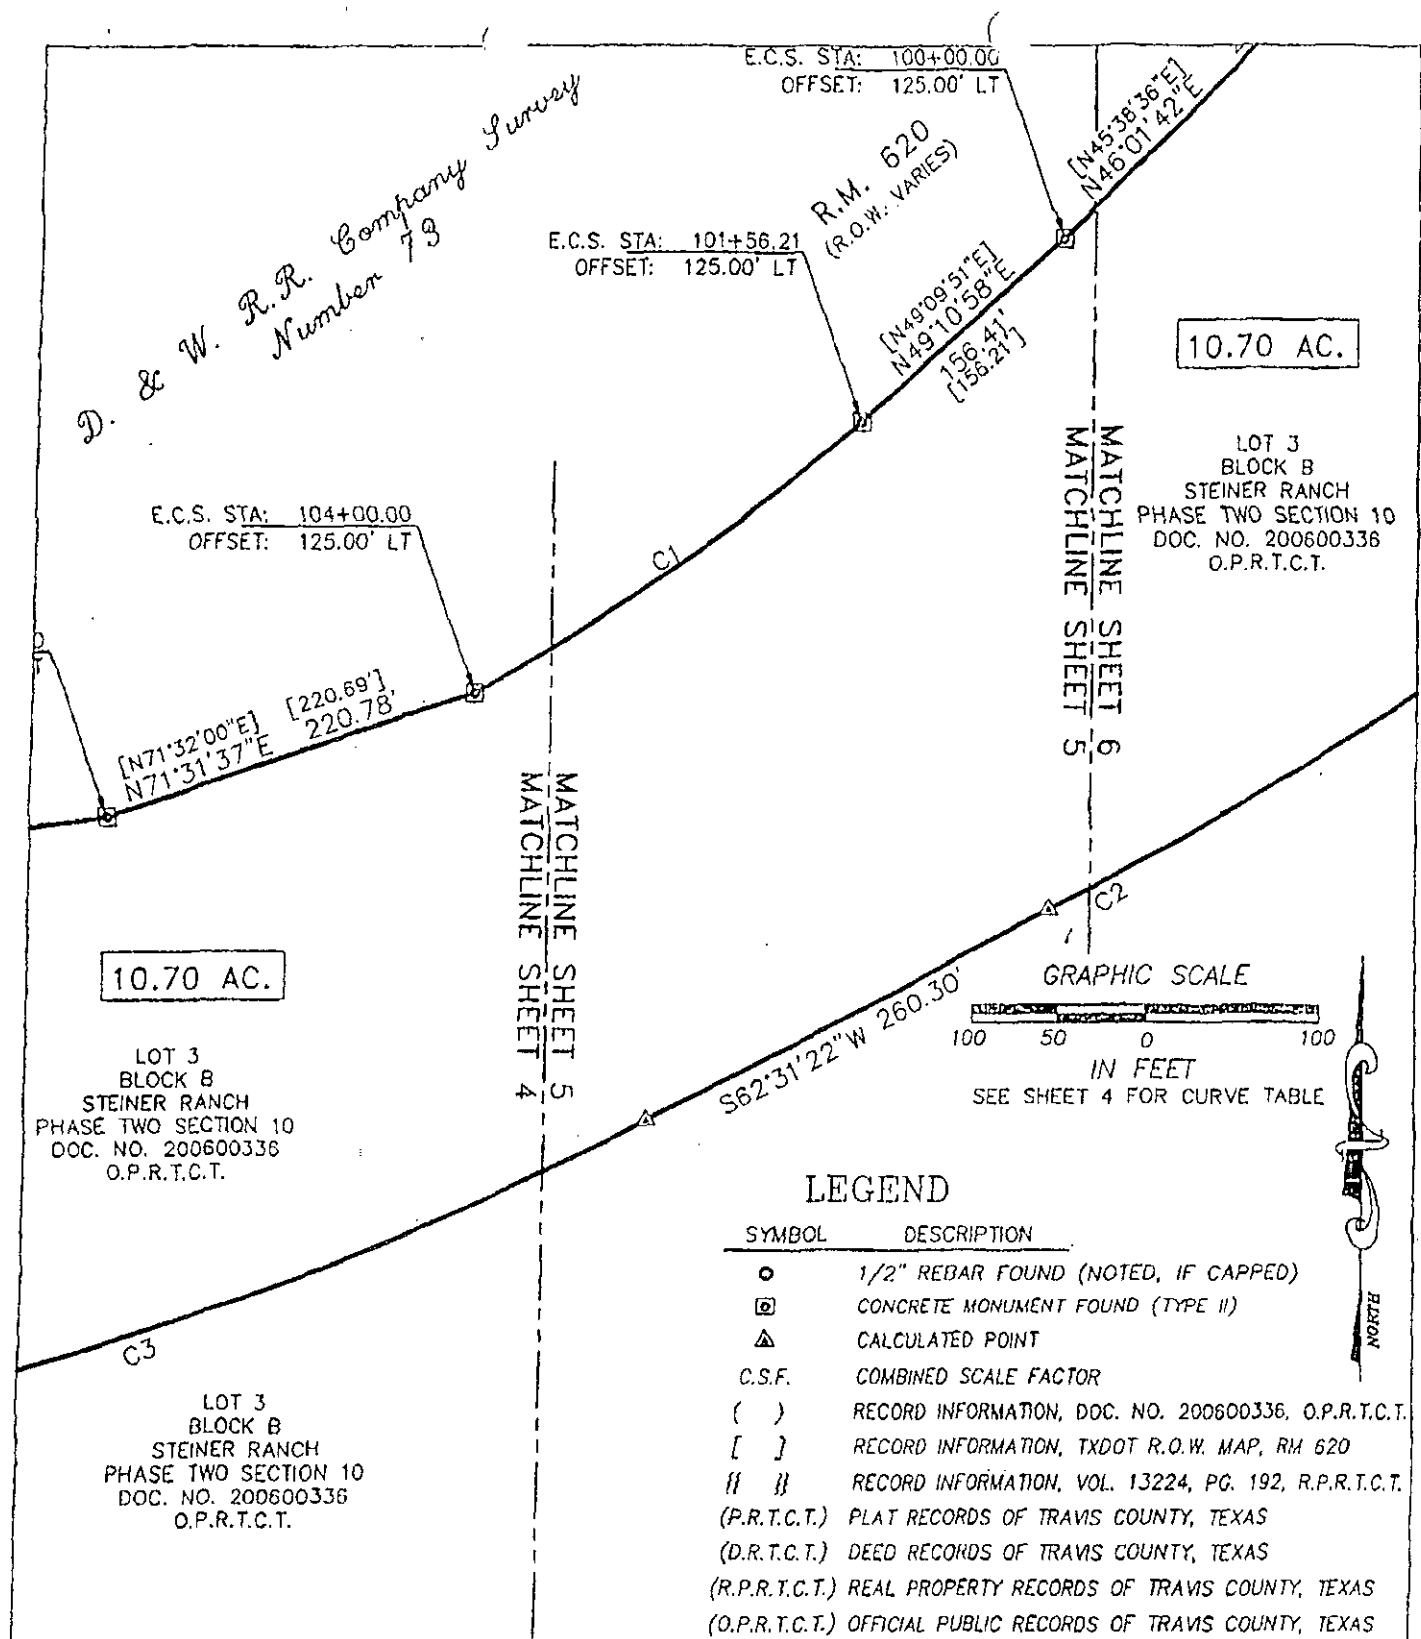 E.C.S. STA: 100+00.00
OFFSET: 125.00' LT
[N45°38'36"E]
N46°01'42"E
D. & W. R.R. Company Survey
Number 73
R.M. 620
(R.O.W. VARIES)
E.C.S. STA: 101+56.21
OFFSET: 125.00' LT
[N49°09'51"E]
N49°10'58"E
156.41'
[156.21']
10.70 AC.
LOT 3
BLOCK B
STEINER RANCH
PHASE TWO SECTION 10
DOC. NO. 200600336
O.P.R.T.C.T.
MATCHLINE SHEET 6
MATCHLINE SHEET 5
E.C.S. STA: 104+00.00
OFFSET: 125.00' LT
C1
[N71°32'00"E] [220.69']
N71°31'37"E 220.78'
MATCHLINE SHEET 5
MATCHLINE SHEET 4
C2
10.70 AC.
S62°31'22"W 260.30'
LOT 3
BLOCK B
STEINER RANCH
PHASE TWO SECTION 10
DOC. NO. 200600336
O.P.R.T.C.T.
GRAPHIC SCALE
100 50 0 100
IN FEET
SEE SHEET 4 FOR CURVE TABLE
NORTH
C3
LOT 3
BLOCK B
STEINER RANCH
PHASE TWO SECTION 10
DOC. NO. 200600336
O.P.R.T.C.T.
LEGEND
SYMBOL DESCRIPTION
1/2" REBAR FOUND (NOTED, IF CAPPED)
CONCRETE MONUMENT FOUND (TYPE II)
CALCULATED POINT
C.S.F. COMBINED SCALE FACTOR
( ) RECORD INFORMATION, DOC. NO. 200600336, O.P.R.T.C.T.
[ ] RECORD INFORMATION, TXDOT R.O.W. MAP, RM 620
{{ }} RECORD INFORMATION, VOL. 13224, PG. 192, R.P.R.T.C.T.
(P.R.T.C.T.) PLAT RECORDS OF TRAVIS COUNTY, TEXAS
(D.R.T.C.T.) DEED RECORDS OF TRAVIS COUNTY, TEXAS
(R.P.R.T.C.T.) REAL PROPERTY RECORDS OF TRAVIS COUNTY, TEXAS
(O.P.R.T.C.T.) OFFICIAL PUBLIC RECORDS OF TRAVIS COUNTY, TEXAS